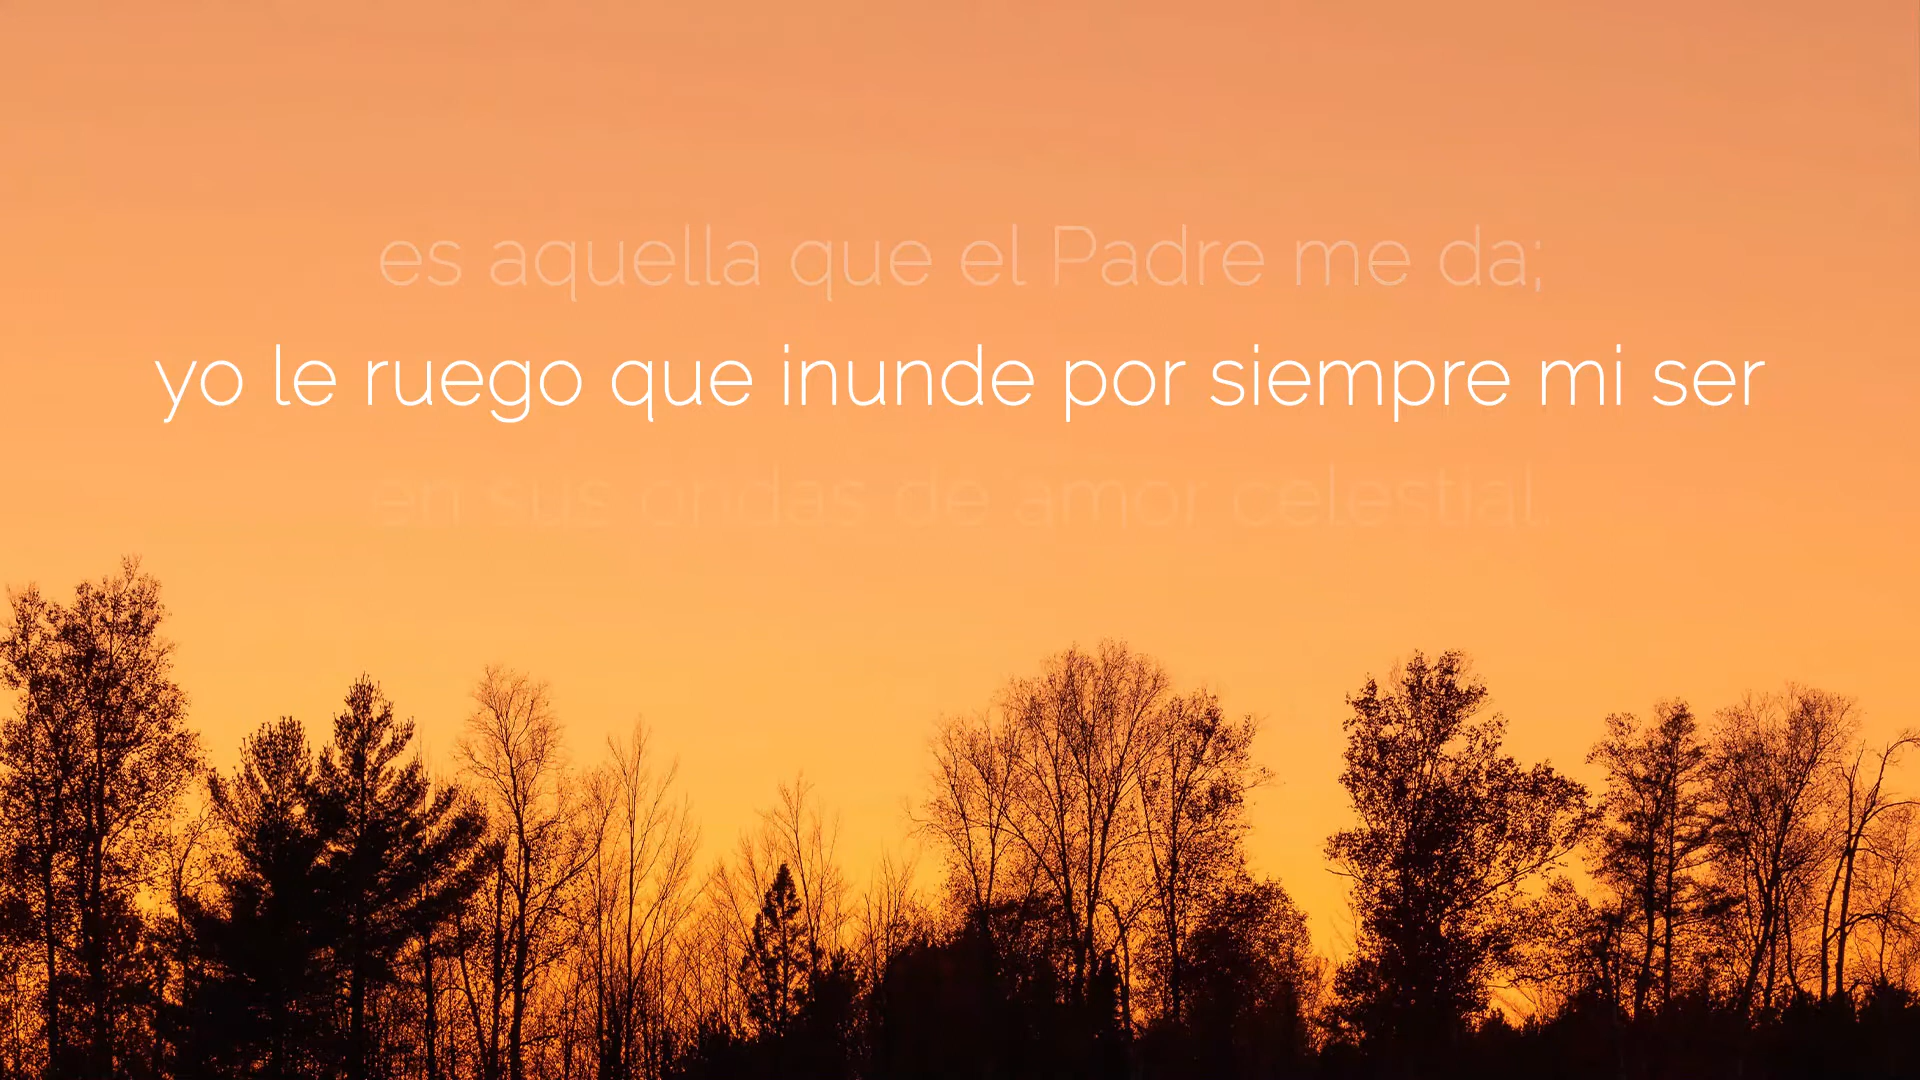 es aquella que el Padre me da;
yo le ruego que inunde por siempre mi ser
en sus ondas de amor celestial.